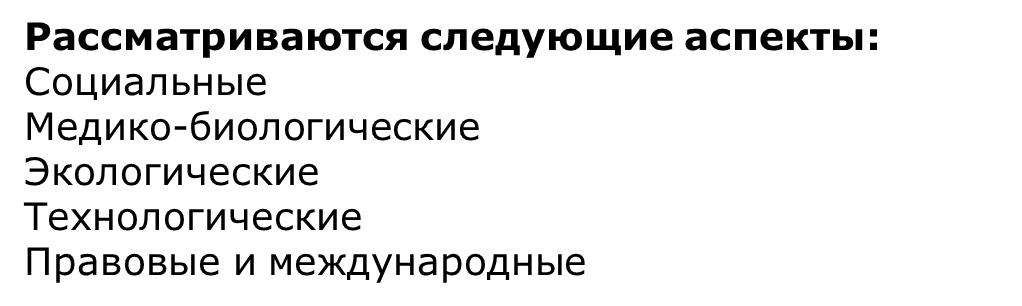 Рассматриваются следующие аспекты:
Социальные
Медико-биологические
Экологические
Технологические
Правовые и международные